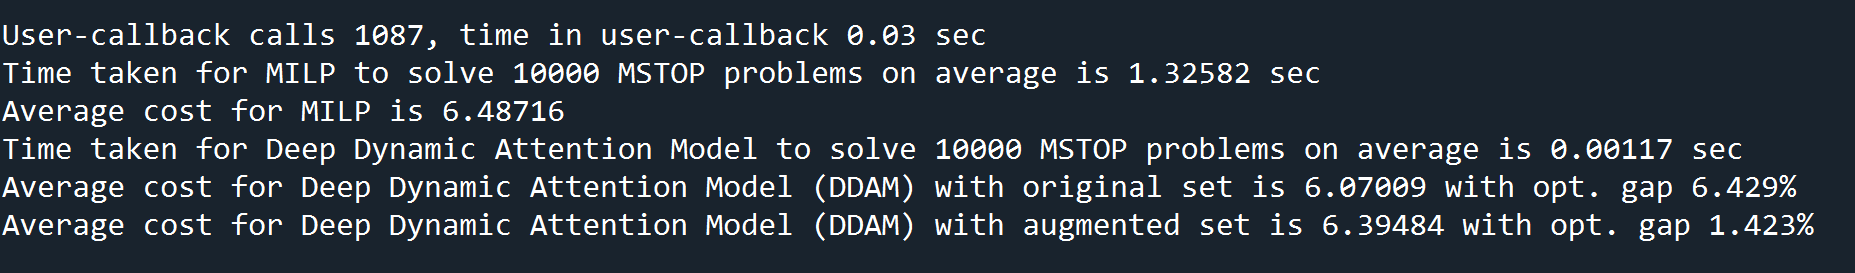 User-callback calls 1087, time in user-callback 0.03 sec
Time taken for MILP to solve 10000 MSTOP problems on average is 1.32582 sec
Average cost for MILP is 6.48716
Time taken for Deep Dynamic Attention Model to solve 10000 MSTOP problems on average is 0.00117 sec
Average cost for Deep Dynamic Attention Model (DDAM) with original set is 6.07009 with opt. gap 6.429%
Average cost for Deep Dynamic Attention Model (DDAM) with augmented set is 6.39484 with opt. gap 1.423%